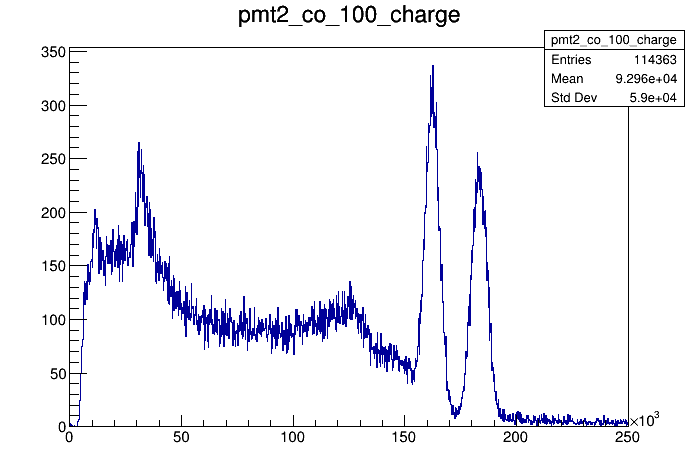 pmt2_co_100_charge
pmt2_co_100_charge
Entries 114363
Mean 9.296e+04
Std Dev 5.9e+04
350
300
250
200
150
100
50
0
0 50 100 150 200 250
×10³